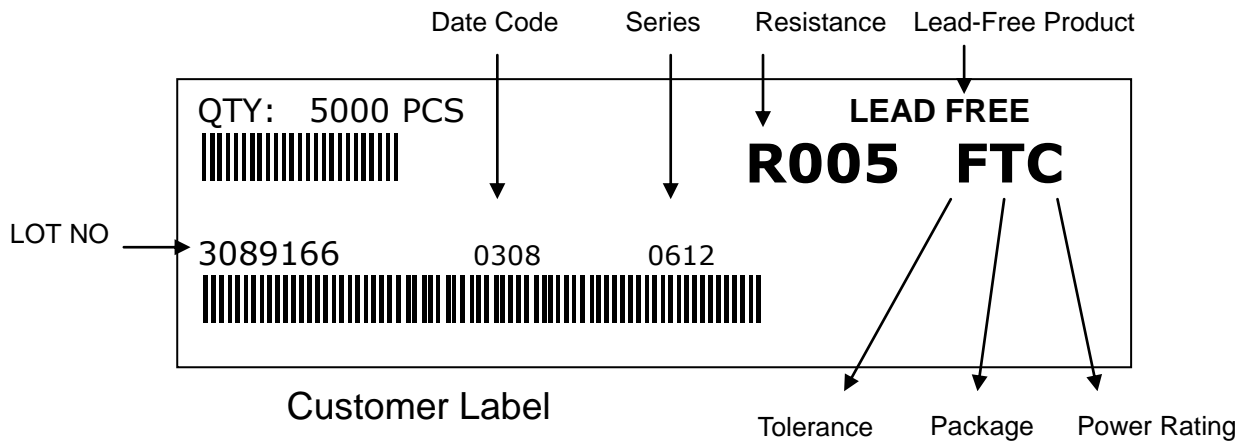 Date Code Series Resistance Lead-Free Product
QTY: 5000 PCS LEAD FREE
R005 FTC
LOT NO 3089166 0308 0612
Customer Label
Tolerance Package Power Rating